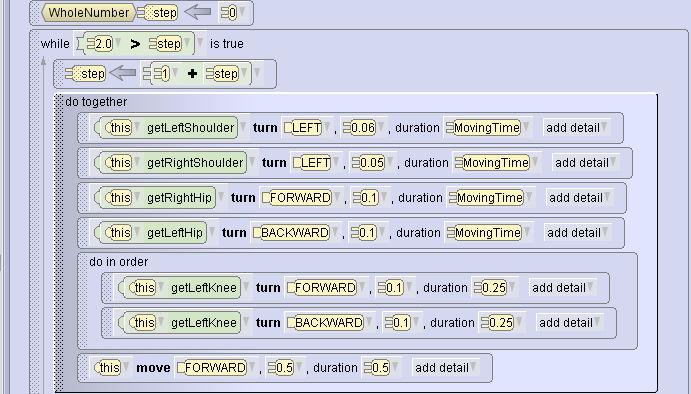 WholeNumber step 0
while 2.0 > step is true
step 1 + step
do together
this getLeftShoulder turn LEFT , 0.06 , duration MovingTime add detail
this getRightShoulder turn LEFT , 0.05 , duration MovingTime add detail
this getRightHip turn FORWARD , 0.1 , duration MovingTime add detail
this getLeftHip turn BACKWARD , 0.1 , duration MovingTime add detail
do in order
this getLeftKnee turn FORWARD , 0.1 , duration 0.25 add detail
this getLeftKnee turn BACKWARD , 0.1 , duration 0.25 add detail
this move FORWARD , 0.5 , duration 0.5 add detail